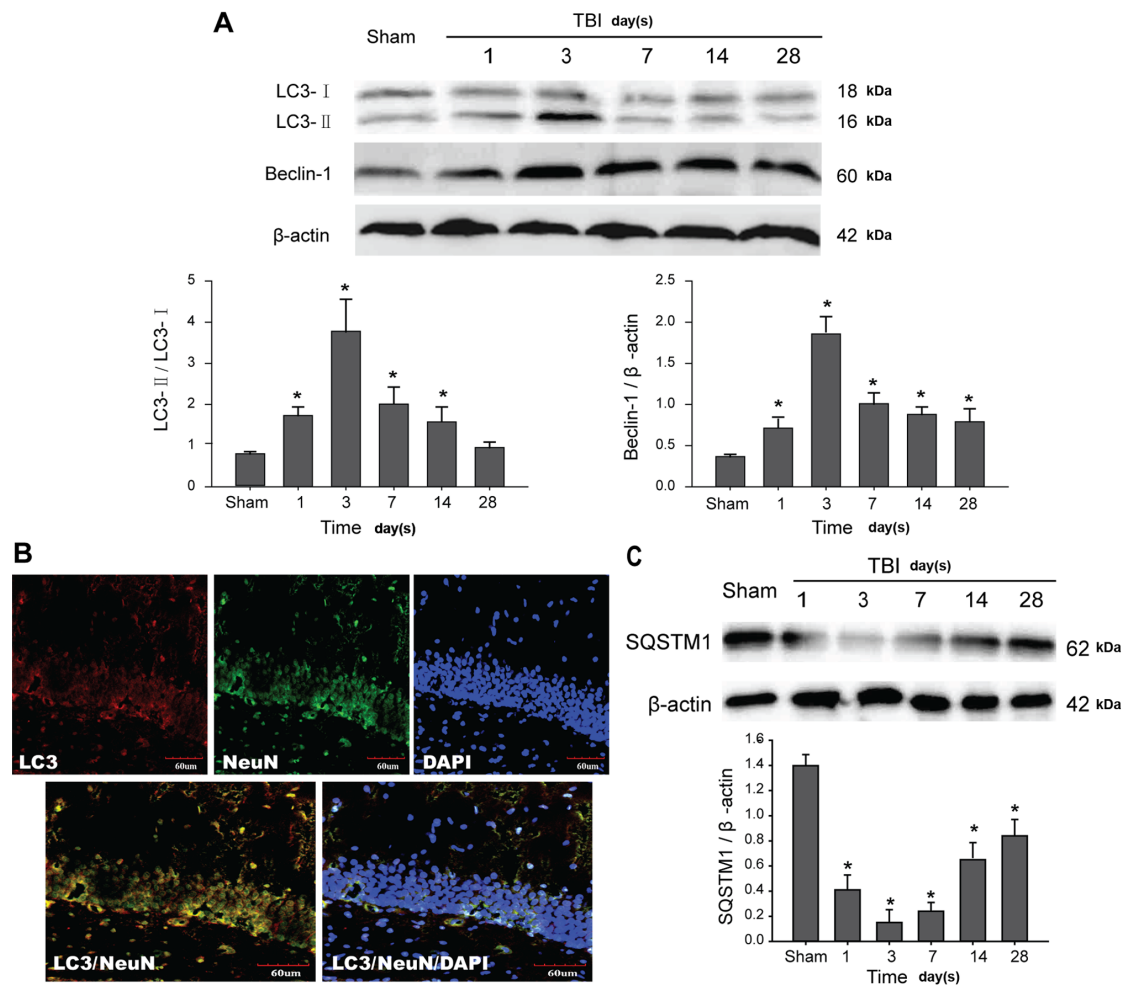 A
TBI day(s)
Sham 1 3 7 14 28
LC3-Ⅰ 18 kDa
LC3-Ⅱ 16 kDa
Beclin-1 60 kDa
β-actin 42 kDa
LC3-Ⅱ / LC3-Ⅰ
5
4
3
2
1
0
* * * *
Sham 1 3 7 14 28
Time day(s)
Beclin-1 / β -actin
2.5
2.0
1.5
1.0
0.5
0.0
* * * * *
Sham 1 3 7 14 28
Time day(s)
B
LC3 60um
NeuN 60um
DAPI 60um
LC3/NeuN 60um
LC3/NeuN/DAPI 60um
C
TBI day(s)
Sham 1 3 7 14 28
SQSTM1 62 kDa
β-actin 42 kDa
SQSTM1 / β -actin
1.6
1.4
1.2
1.0
0.8
0.6
0.4
0.2
0.0
* * * * *
Sham 1 3 7 14 28
Time day(s)